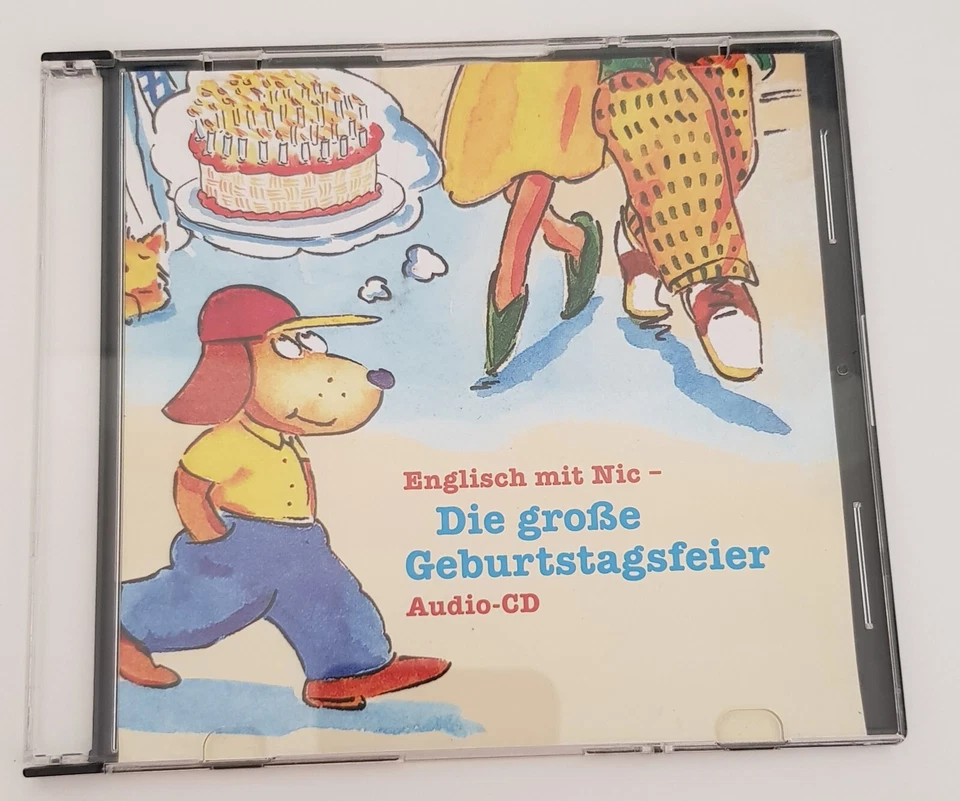 Englisch mit Nic –
Die große
Geburtstagsfeier
Audio-CD